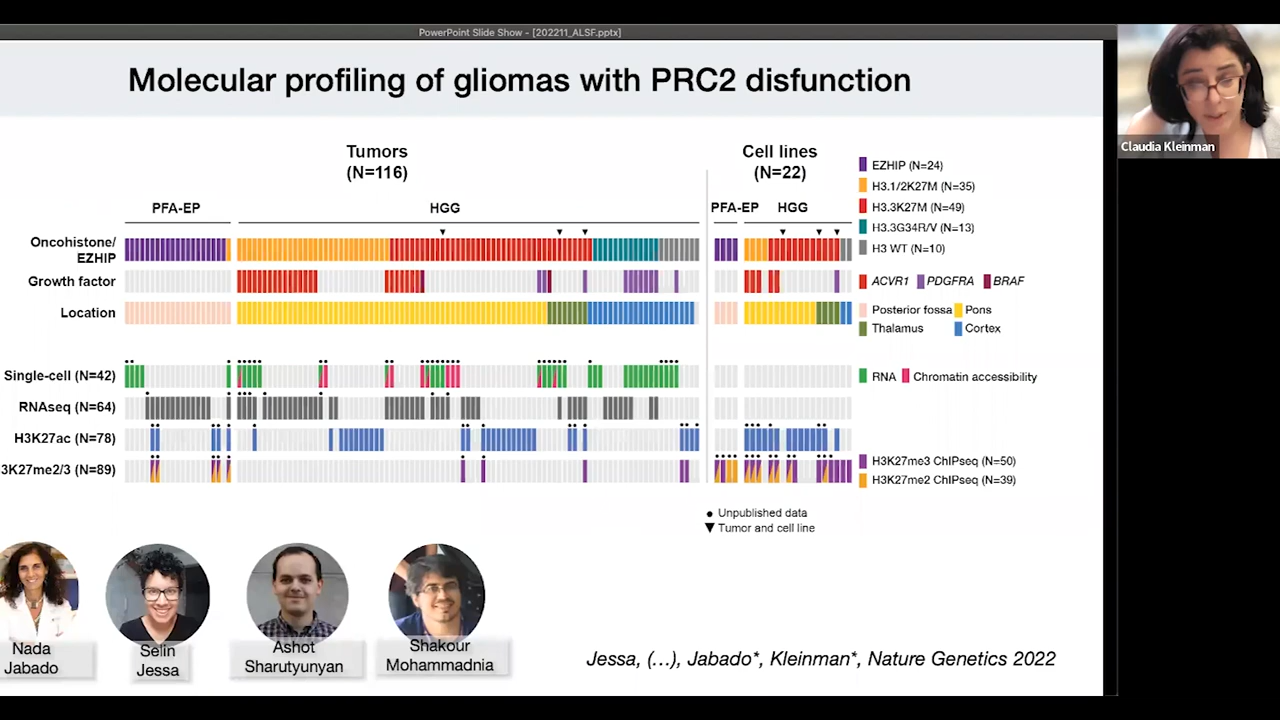 PowerPoint Slide Show - [202211_ALSF.pptx]
Molecular profiling of gliomas with PRC2 disfunction
Claudia Kleinman
Tumors
(N=116)
Cell lines
(N=22)
PFA-EP
HGG
PFA-EP
HGG
Oncohistone/
EZHIP
Growth factor
Location
Single-cell (N=42)
RNAseq (N=64)
H3K27ac (N=78)
3K27me2/3 (N=89)
EZHIP (N=24)
H3.1/2K27M (N=35)
H3.3K27M (N=49)
H3.3G34R/V (N=13)
H3 WT (N=10)
ACVR1 PDGFRA BRAF
Posterior fossa Pons
Thalamus Cortex
RNA Chromatin accessibility
H3K27me3 ChIPseq (N=50)
H3K27me2 ChIPseq (N=39)
Unpublished data
Tumor and cell line
Nada
Jabado
Selin
Jessa
Ashot
Sharutyunyan
Shakour
Mohammadnia
Jessa, (...), Jabado*, Kleinman*, Nature Genetics 2022